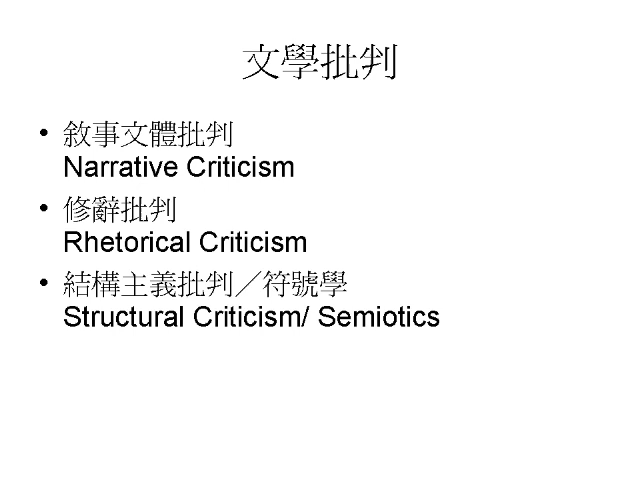 文學批判
• 敘事文體批判
Narrative Criticism
• 修辭批判
Rhetorical Criticism
• 結構主義批判／符號學
Structural Criticism/ Semiotics